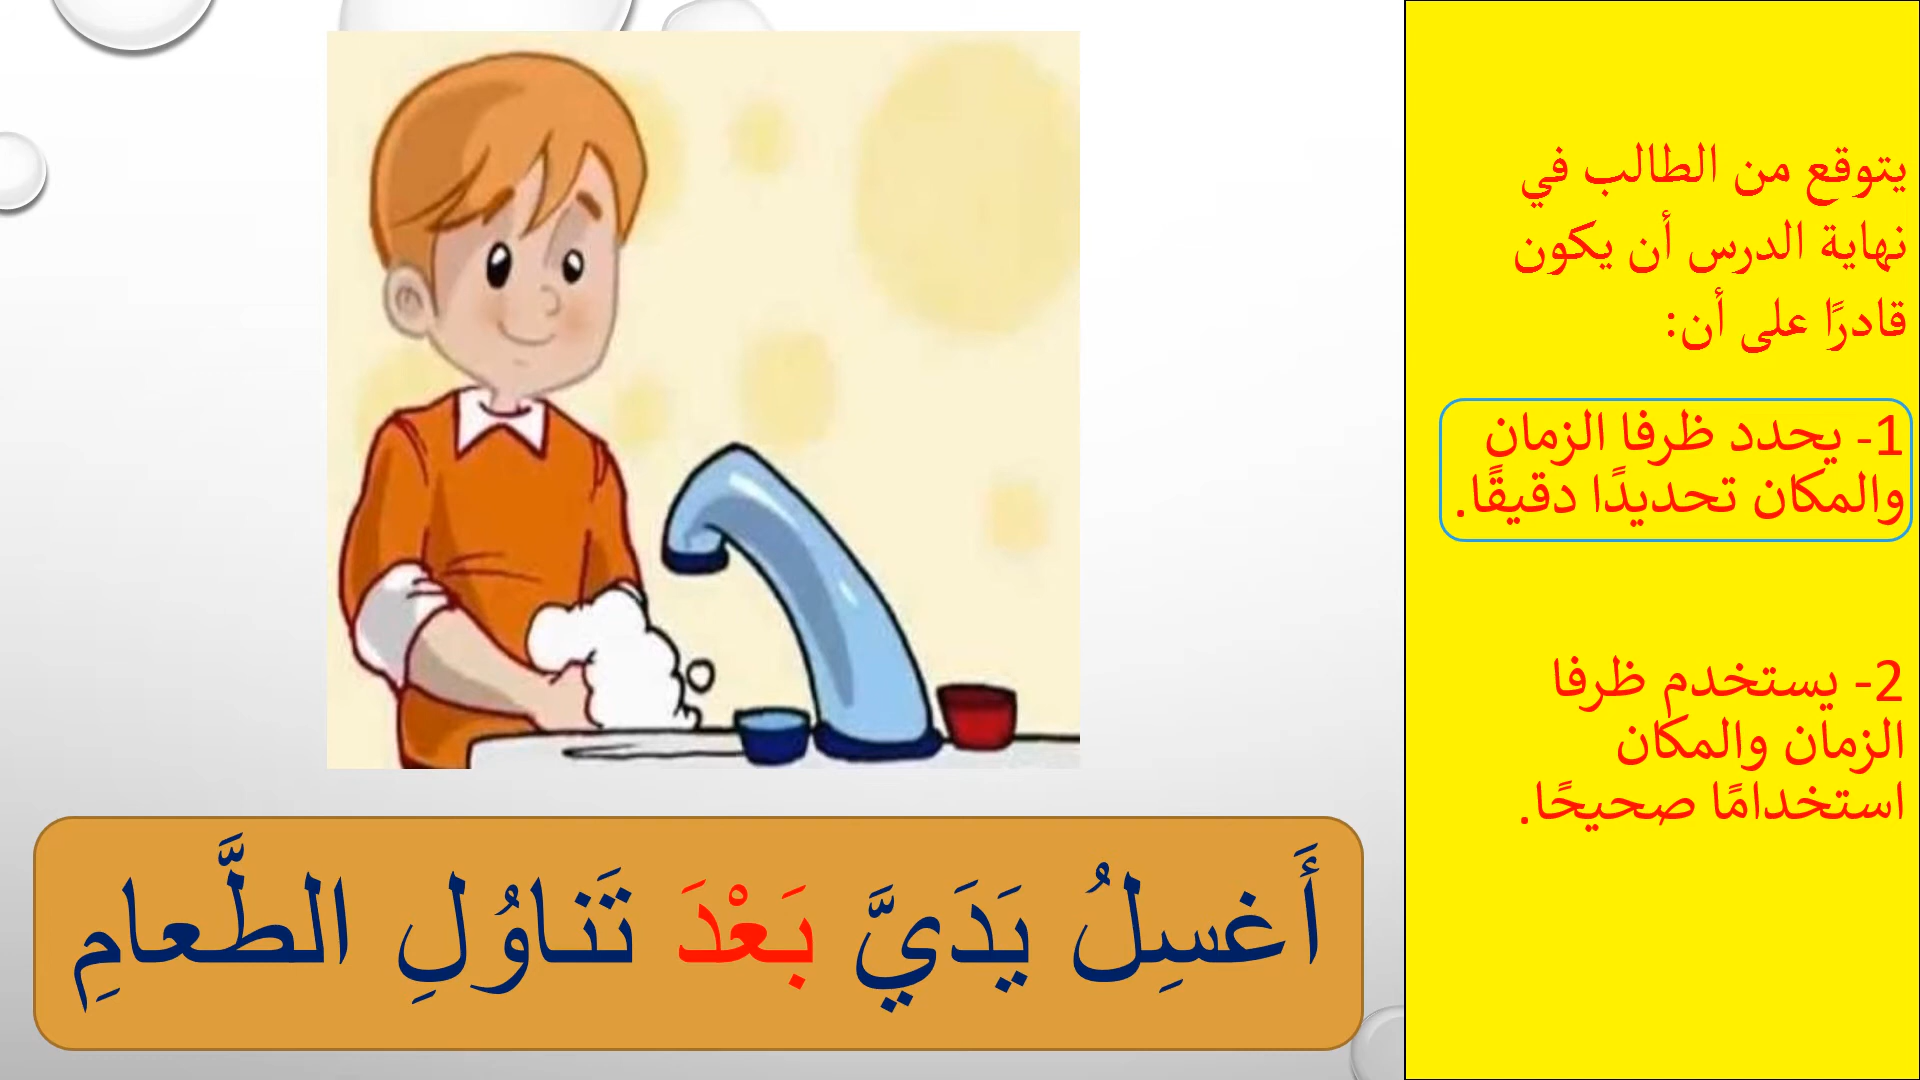 يتوقع من الطالب في
نهاية الدرس أن يكون
قادرًا على أن:
1- يحدد ظرفا الزمان
والمكان تحديدًا دقيقًا.
2- يستخدم ظرفا
الزمان والمكان
استخدامًا صحيحًا.
أَغسِلُ يَدَيَّ بَعْدَ تَناوُلِ الطَّعامِ